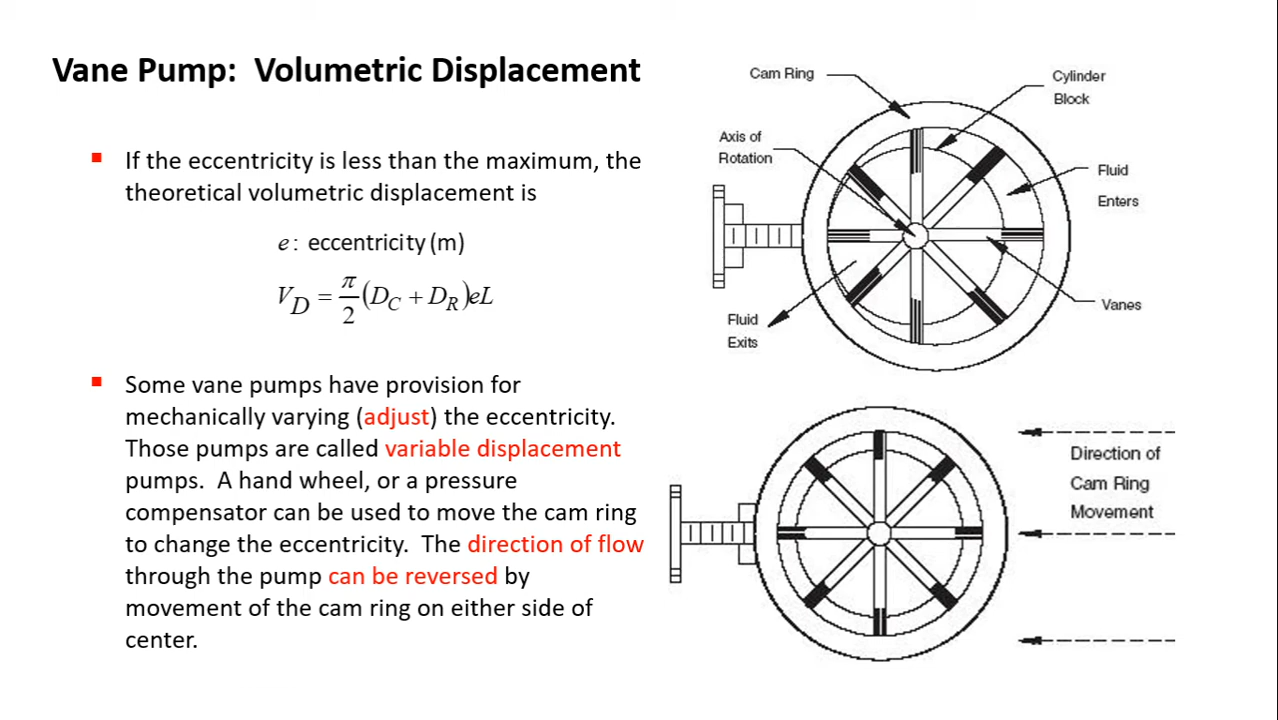 Vane Pump: Volumetric Displacement
If the eccentricity is less than the maximum, the
theoretical volumetric displacement is
e: eccentricity (m)
V_D = π/2 (D_C + D_R)eL
Some vane pumps have provision for
mechanically varying (adjust) the eccentricity.
Those pumps are called variable displacement
pumps. A hand wheel, or a pressure
compensator can be used to move the cam ring
to change the eccentricity. The direction of flow
through the pump can be reversed by
movement of the cam ring on either side of
center.
Cam Ring
Cylinder
Block
Axis of
Rotation
Fluid
Enters
Vanes
Fluid
Exits
Direction of
Cam Ring
Movement